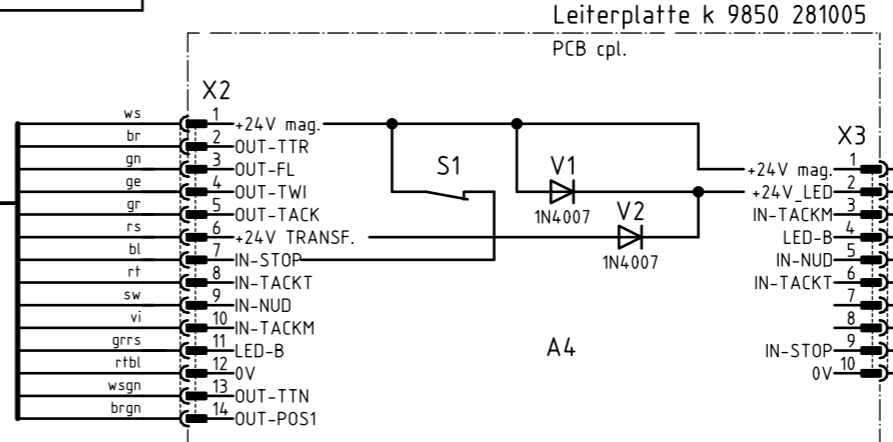 Leiterplatte k 9850 281005
PCB cpl.
X2
ws 1 +24V mag.
br 2 OUT-TTR
gn 3 OUT-FL
ge 4 OUT-TWI
gr 5 OUT-TACK
rs 6 +24V TRANSF.
bl 7 IN-STOP
rt 8 IN-TACKT
sw 9 IN-NUD
vi 10 IN-TACKM
grrs 11 LED-B
rtbl 12 0V
wsgn 13 OUT-TTN
brgn 14 OUT-POS1
S1
V1
1N4007
V2
1N4007
A4
X3
+24V mag. 1
+24V_LED 2
IN-TACKM 3
LED-B 4
IN-NUD 5
IN-TACKT 6
7
8
IN-STOP 9
0V 10